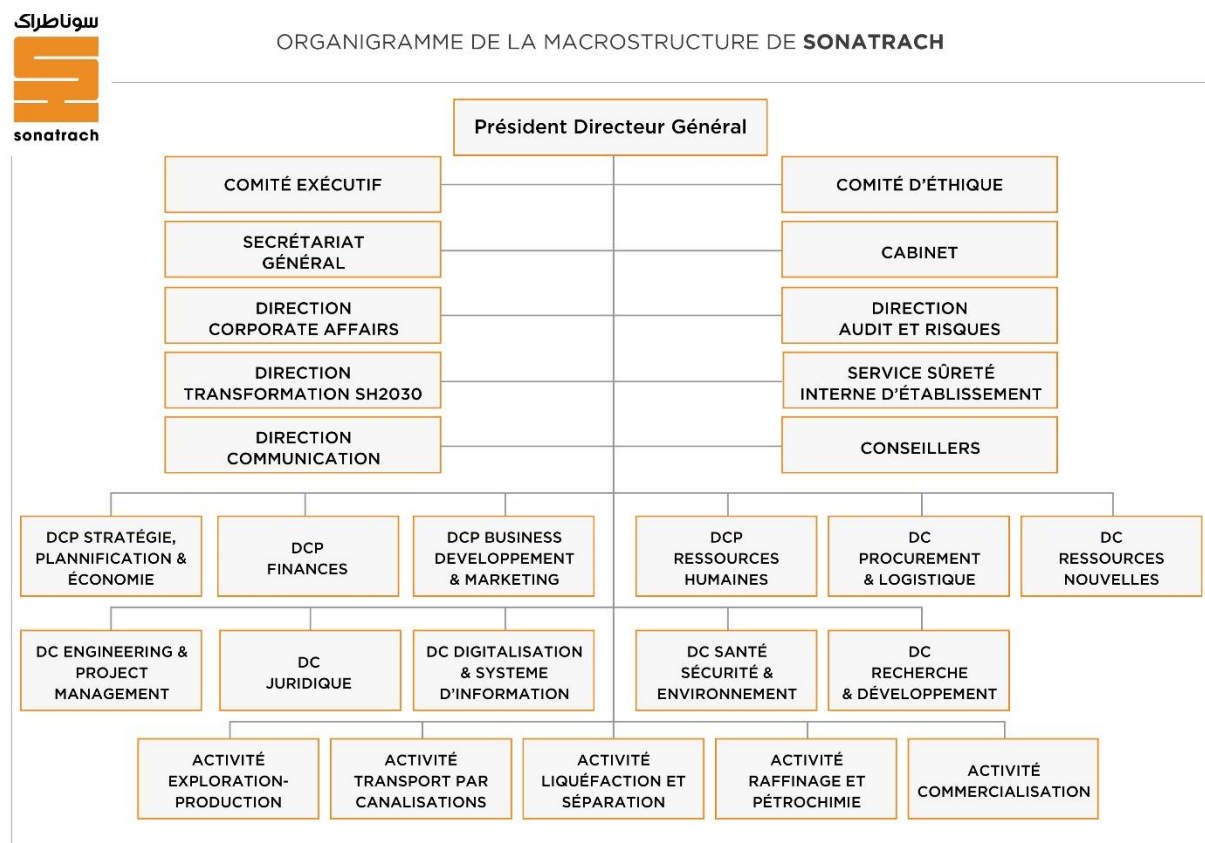 سوناطراك
sonatrach
ORGANIGRAMME DE LA MACROSTRUCTURE DE SONATRACH
Président Directeur Général
COMITÉ EXÉCUTIF
COMITÉ D'ÉTHIQUE
SECRÉTARIAT
GÉNÉRAL
CABINET
DIRECTION
CORPORATE AFFAIRS
DIRECTION
AUDIT ET RISQUES
DIRECTION
TRANSFORMATION SH2030
SERVICE SÛRETÉ
INTERNE D'ÉTABLISSEMENT
DIRECTION
COMMUNICATION
CONSEILLERS
DCP STRATÉGIE,
PLANNIFICATION &
ÉCONOMIE
DCP
FINANCES
DCP BUSINESS
DEVELOPPEMENT
& MARKETING
DCP
RESSOURCES
HUMAINES
DC
PROCUREMENT
& LOGISTIQUE
DC
RESSOURCES
NOUVELLES
DC ENGINEERING &
PROJECT
MANAGEMENT
DC
JURIDIQUE
DC DIGITALISATION
& SYSTEME
D'INFORMATION
DC SANTÉ
SÉCURITÉ &
ENVIRONNEMENT
DC
RECHERCHE
& DÉVELOPPEMENT
ACTIVITÉ
EXPLORATION-
PRODUCTION
ACTIVITÉ
TRANSPORT PAR
CANALISATIONS
ACTIVITÉ
LIQUÉFACTION ET
SÉPARATION
ACTIVITÉ
RAFFINAGE ET
PÉTROCHIMIE
ACTIVITÉ
COMMERCIALISATION